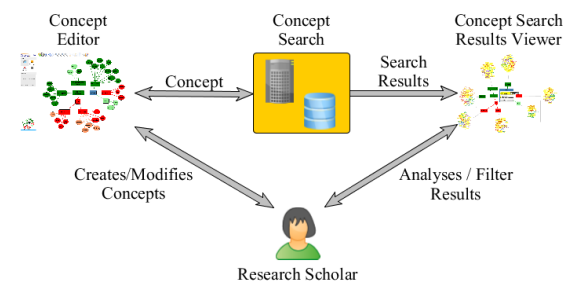 Concept
Editor
Concept
Search
Concept Search
Results Viewer
Concept
Search
Results
Creates/Modifies
Concepts
Analyses / Filter
Results
Research Scholar